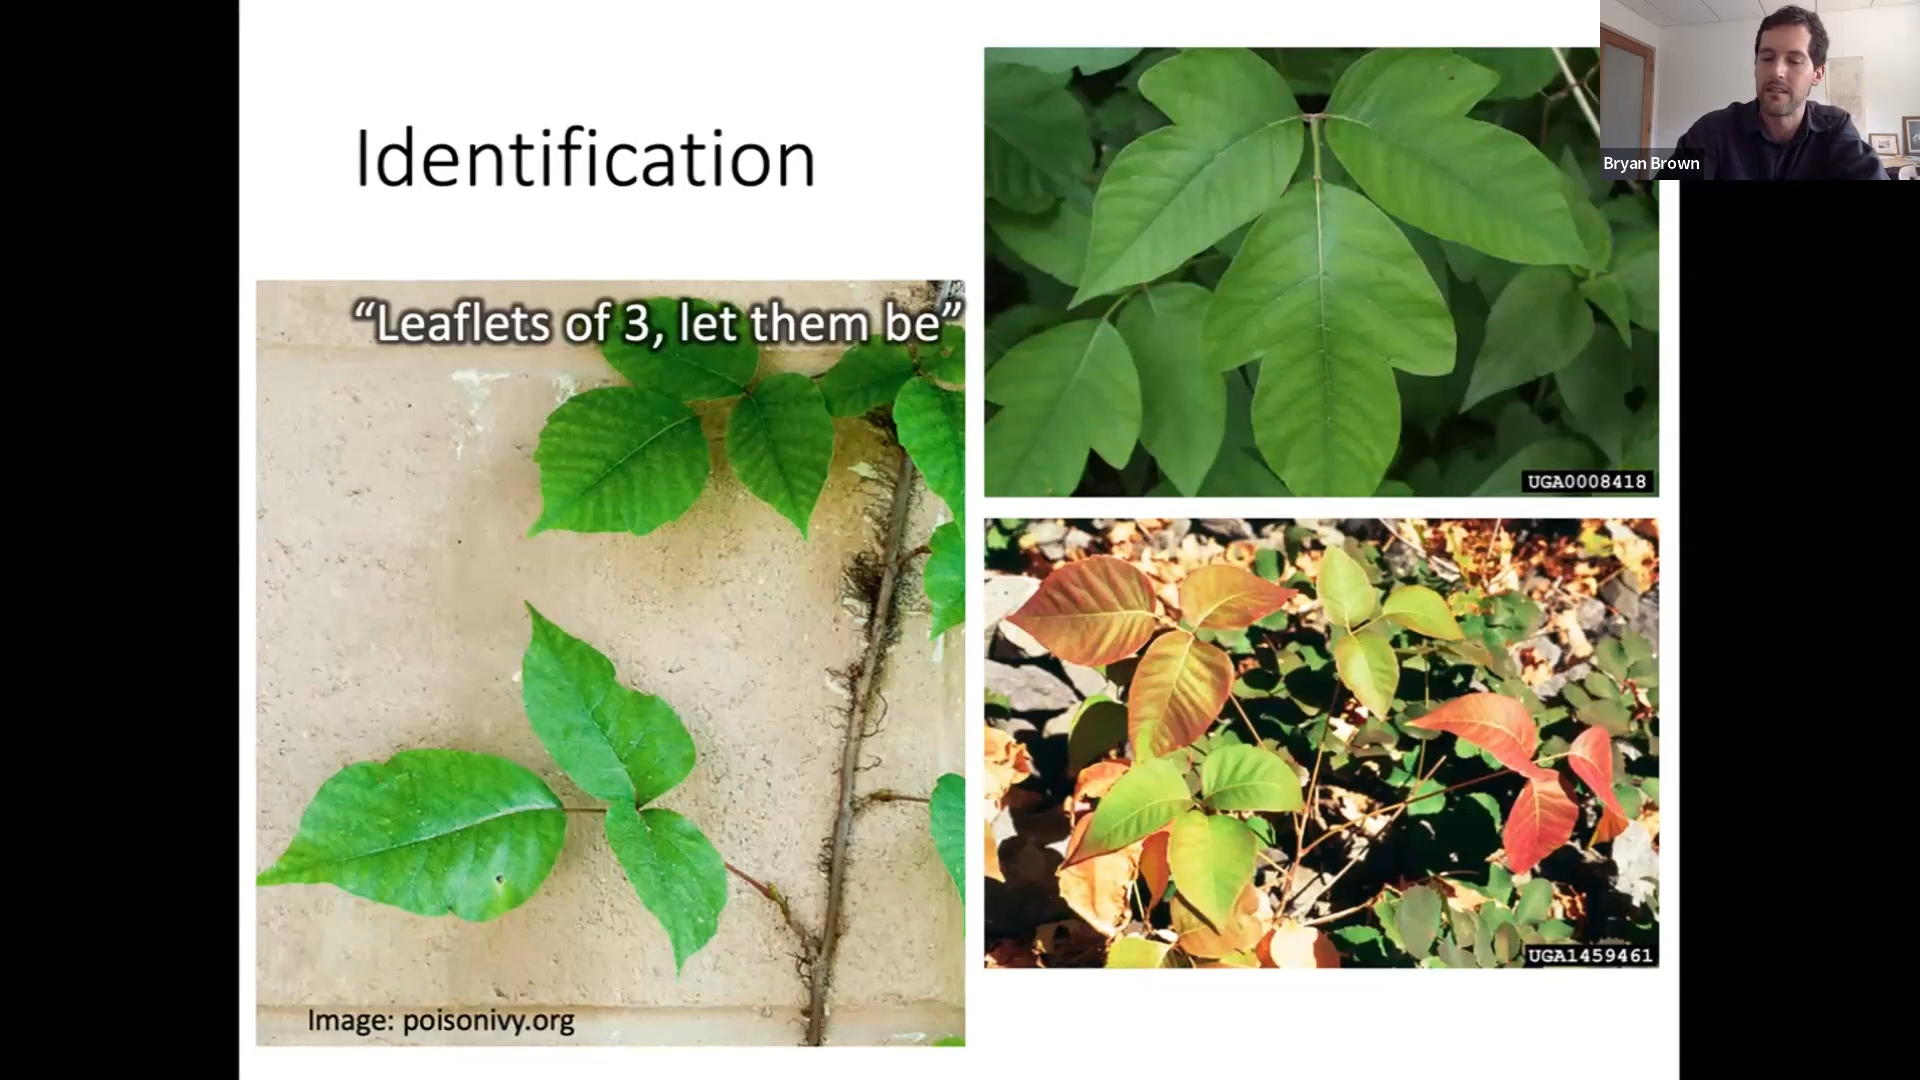 Identification
“Leaflets of 3, let them be”
Image: poisonivy.org
UGA0008418
UGA1459461
Bryan Brown